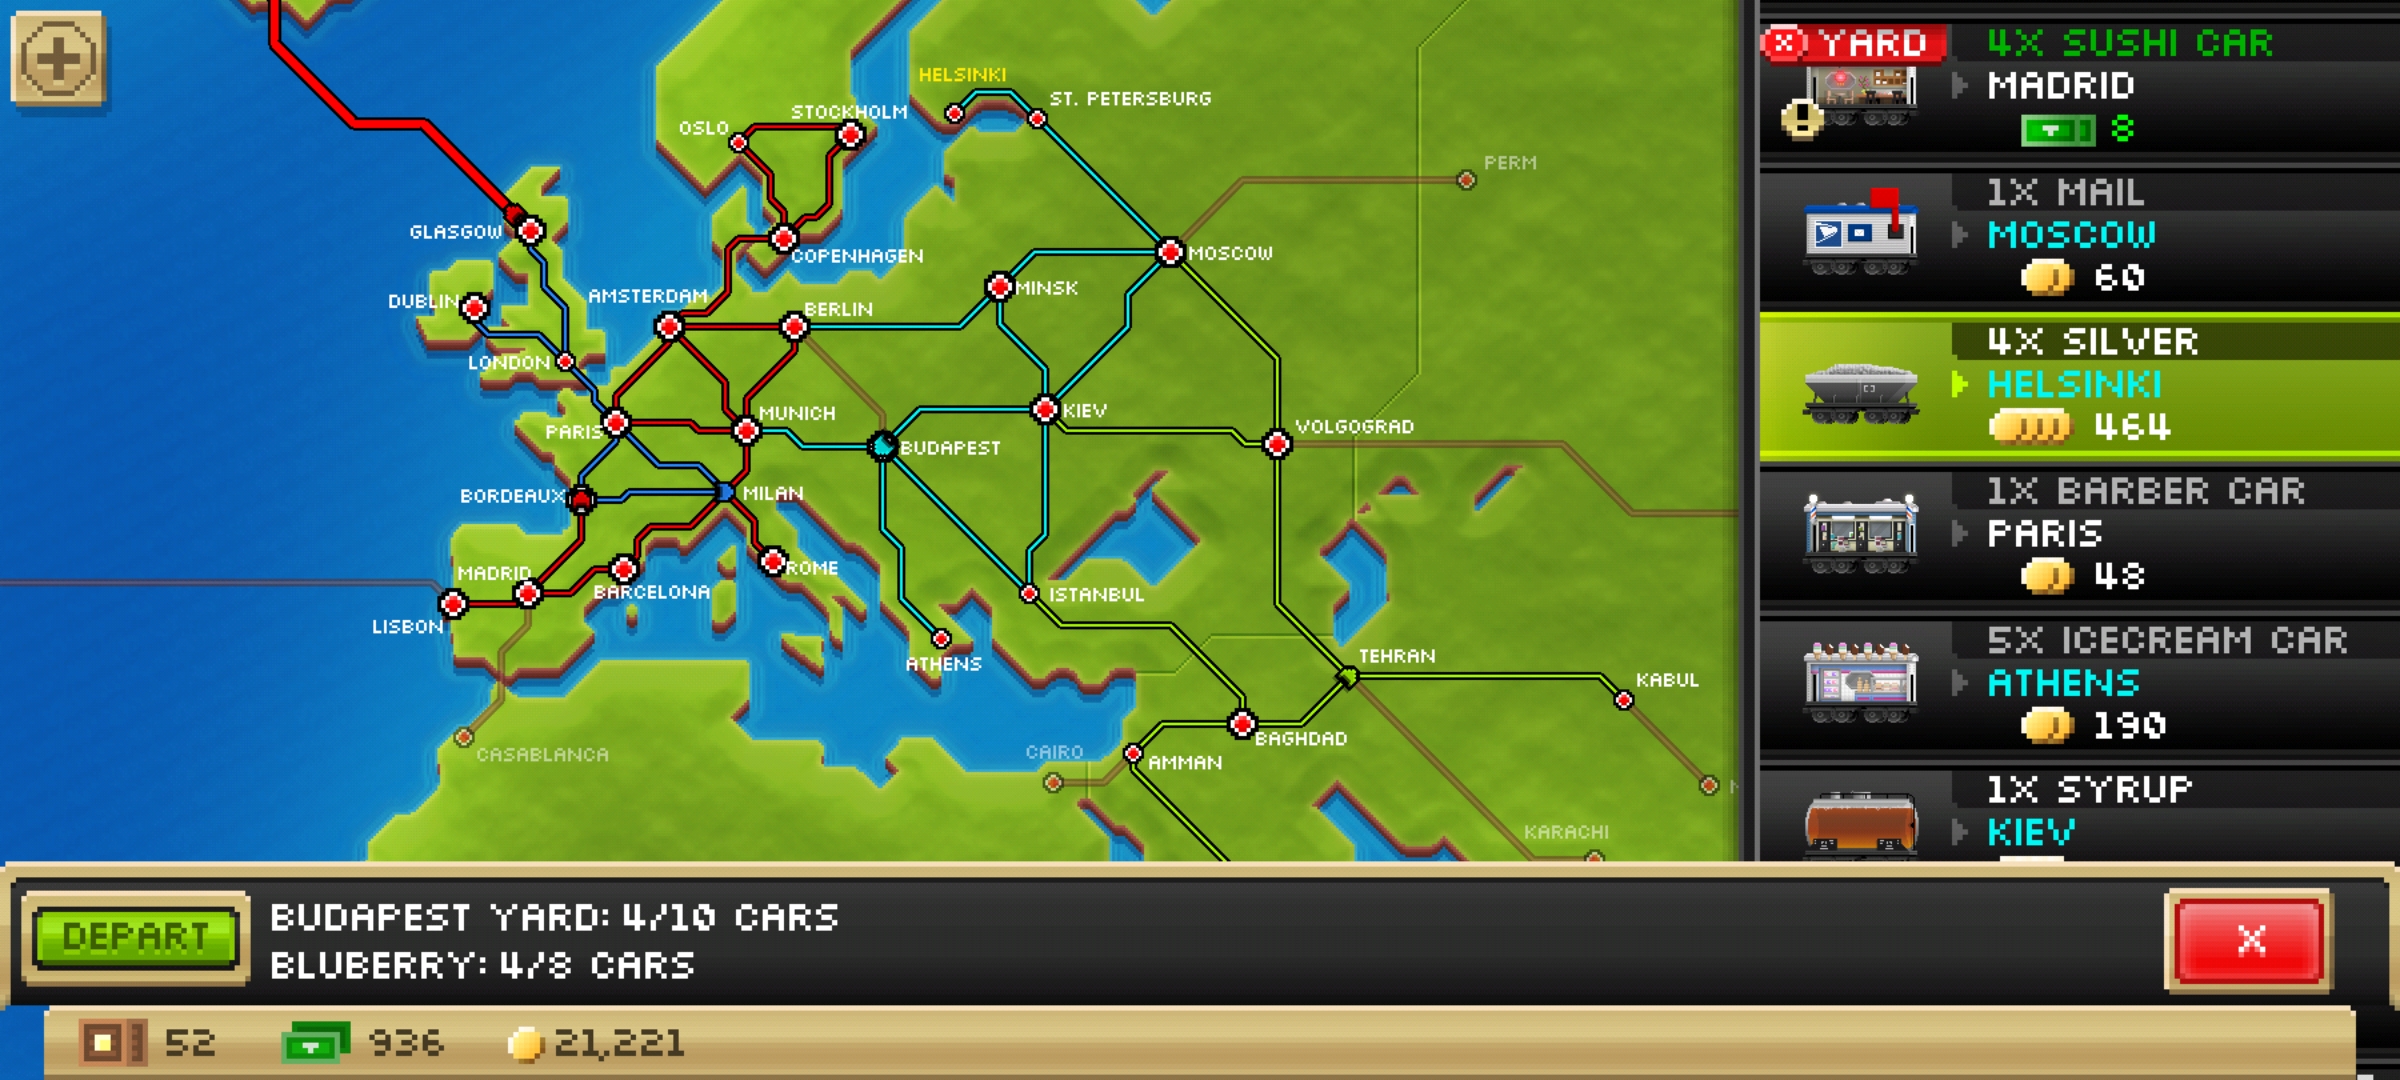 HELSINKI
ST. PETERSBURG
STOCKHOLM
OSLO
PERM
GLASGOW
COPENHAGEN
MOSCOW
MINSK
DUBLIN
AMSTERDAM
BERLIN
LONDON
MUNICH
KIEV
PARIS
BUDAPEST
VOLGOGRAD
BORDEAUX
MILAN
MADRID
ROME
BARCELONA
ISTANBUL
LISBON
ATHENS
TEHRAN
KABUL
CASABLANCA
CAIRO
BAGHDAD
AMMAN
KARACHI
YARD
4X SUSHI CAR
MADRID
8
1X MAIL
MOSCOW
60
4X SILVER
HELSINKI
464
1X BARBER CAR
PARIS
48
5X ICECREAM CAR
ATHENS
190
1X SYRUP
KIEV
DEPART
BUDAPEST YARD: 4/10 CARS
BLUBERRY: 4/8 CARS
X
52
936
21,221